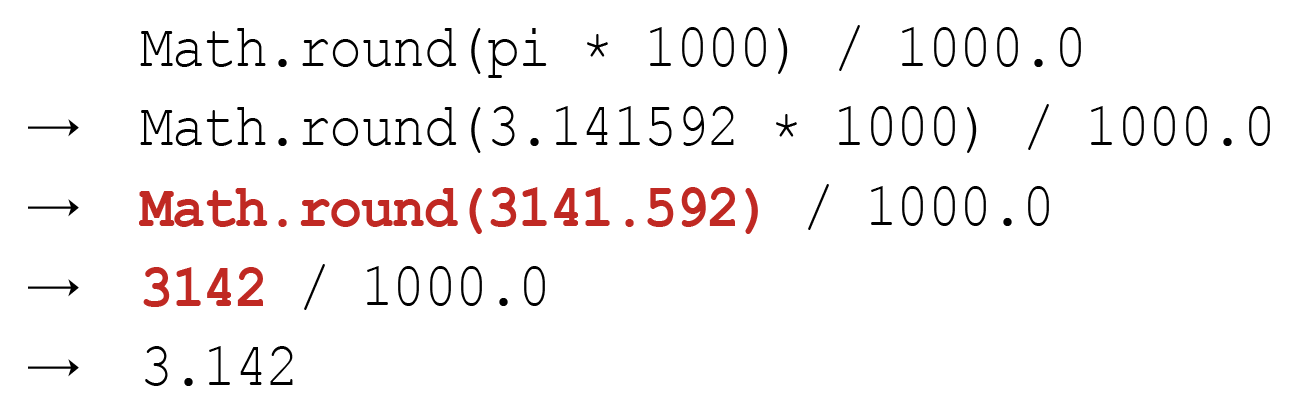 Math.round(pi * 1000) / 1000.0
→ Math.round(3.141592 * 1000) / 1000.0
→ Math.round(3141.592) / 1000.0
→ 3142 / 1000.0
→ 3.142